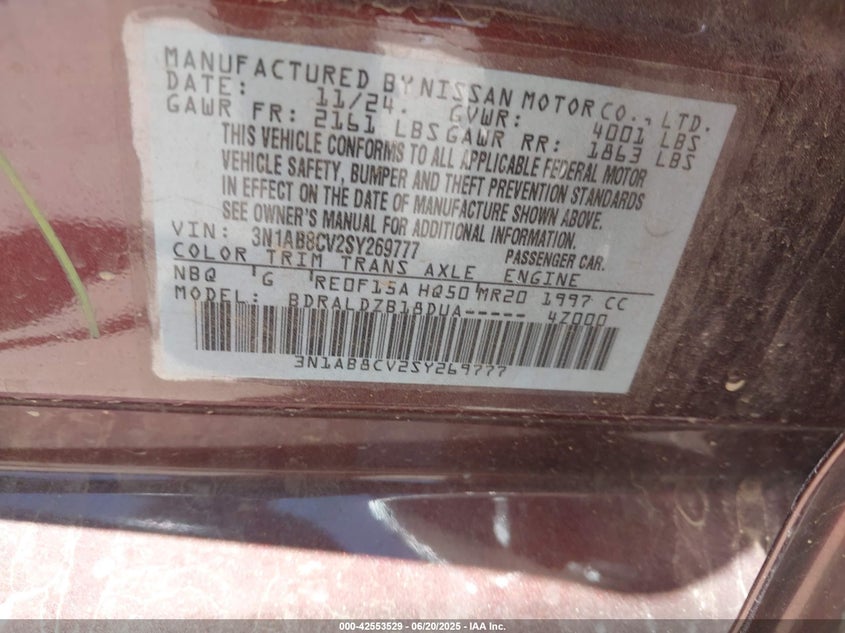 MANUFACTURED BY NISSAN MOTOR CO., LTD.
DATE: 11/24. GVWR: 4001 LBS
GAWR FR: 2161 LBS GAWR RR: 1863 LBS
THIS VEHICLE CONFORMS TO ALL APPLICABLE FEDERAL MOTOR
VEHICLE SAFETY, BUMPER AND THEFT PREVENTION STANDARDS
IN EFFECT ON THE DATE OF MANUFACTURE SHOWN ABOVE.
SEE OWNER'S MANUAL FOR ADDITIONAL INFORMATION.
VIN: 3N1AB8CV2SY269777 PASSENGER CAR.
COLOR TRIM TRANS AXLE ENGINE
NBQ 'G 'RE0F15A HQ50'MR20 1997 CC
MODEL: BDRALDZB18DUA----- 4Z000
3N1AB8CV2SY269777
000-42553529 - 06/20/2025 - IAA Inc.